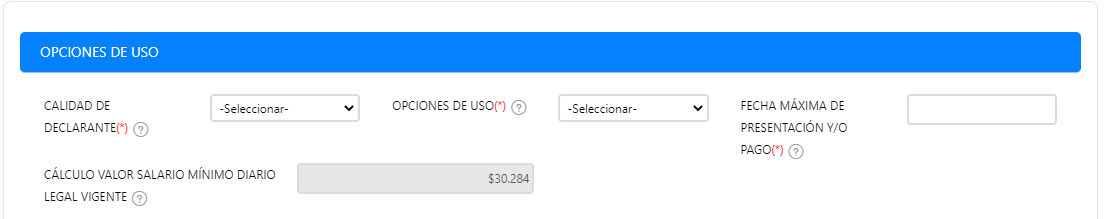 OPCIONES DE USO
CALIDAD DE
DECLARANTE(*) ?
-Seleccionar-
OPCIONES DE USO(*) ?
-Seleccionar-
FECHA MÁXIMA DE
PRESENTACIÓN Y/O
PAGO(*) ?
CÁLCULO VALOR SALARIO MÍNIMO DIARIO
LEGAL VIGENTE ?
$30.284